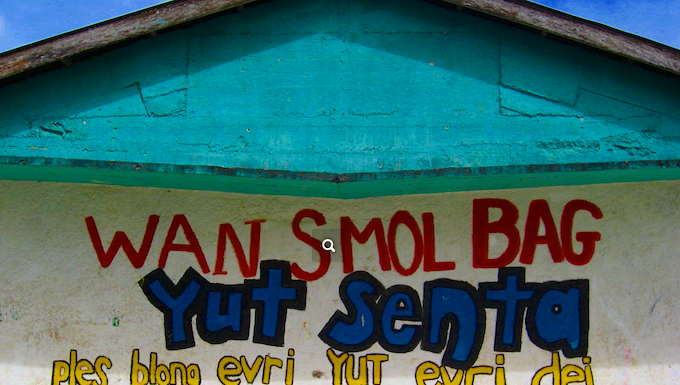 WAN SMOL BAG
Yut Senta
ples blong evri YUT evri dei